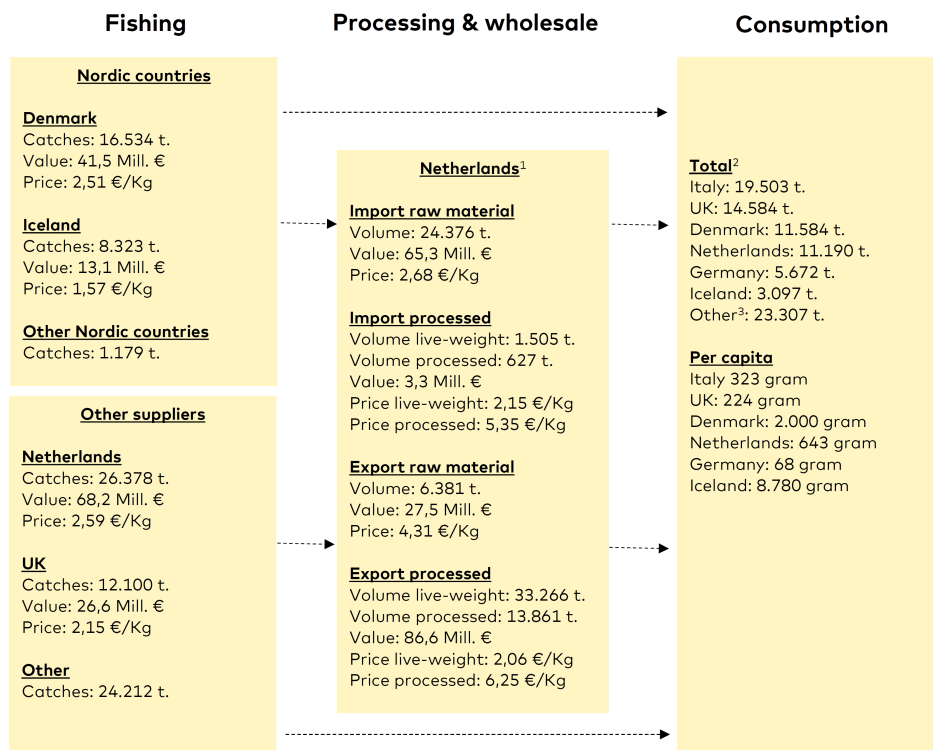 Fishing
Processing & wholesale
Consumption
Nordic countries
Denmark
Catches: 16.534 t.
Value: 41,5 Mill. €
Price: 2,51 €/Kg
Iceland
Catches: 8.323 t.
Value: 13,1 Mill. €
Price: 1,57 €/Kg
Other Nordic countries
Catches: 1.179 t.
Other suppliers
Netherlands
Catches: 26.378 t.
Value: 68,2 Mill. €
Price: 2,59 €/Kg
UK
Catches: 12.100 t.
Value: 26,6 Mill. €
Price: 2,15 €/Kg
Other
Catches: 24.212 t.
Netherlands¹
Import raw material
Volume: 24.376 t.
Value: 65,3 Mill. €
Price: 2,68 €/Kg
Import processed
Volume live-weight: 1.505 t.
Volume processed: 627 t.
Value: 3,3 Mill. €
Price live-weight: 2,15 €/Kg
Price processed: 5,35 €/Kg
Export raw material
Volume: 6.381 t.
Value: 27,5 Mill. €
Price: 4,31 €/Kg
Export processed
Volume live-weight: 33.266 t.
Volume processed: 13.861 t.
Value: 86,6 Mill. €
Price live-weight: 2,06 €/Kg
Price processed: 6,25 €/Kg
Total²
Italy: 19.503 t.
UK: 14.584 t.
Denmark: 11.584 t.
Netherlands: 11.190 t.
Germany: 5.672 t.
Iceland: 3.097 t.
Other³: 23.307 t.
Per capita
Italy 323 gram
UK: 224 gram
Denmark: 2.000 gram
Netherlands: 643 gram
Germany: 68 gram
Iceland: 8.780 gram